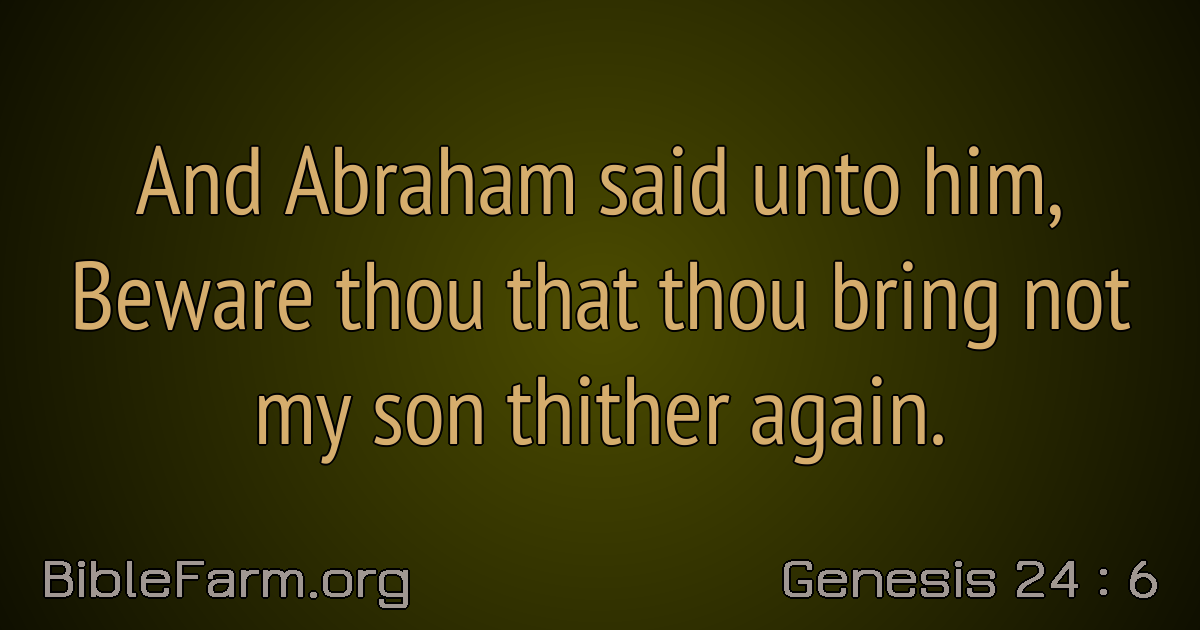 And Abraham said unto him,
Beware thou that thou bring not
my son thither again.
BibleFarm.org
Genesis 24 : 6